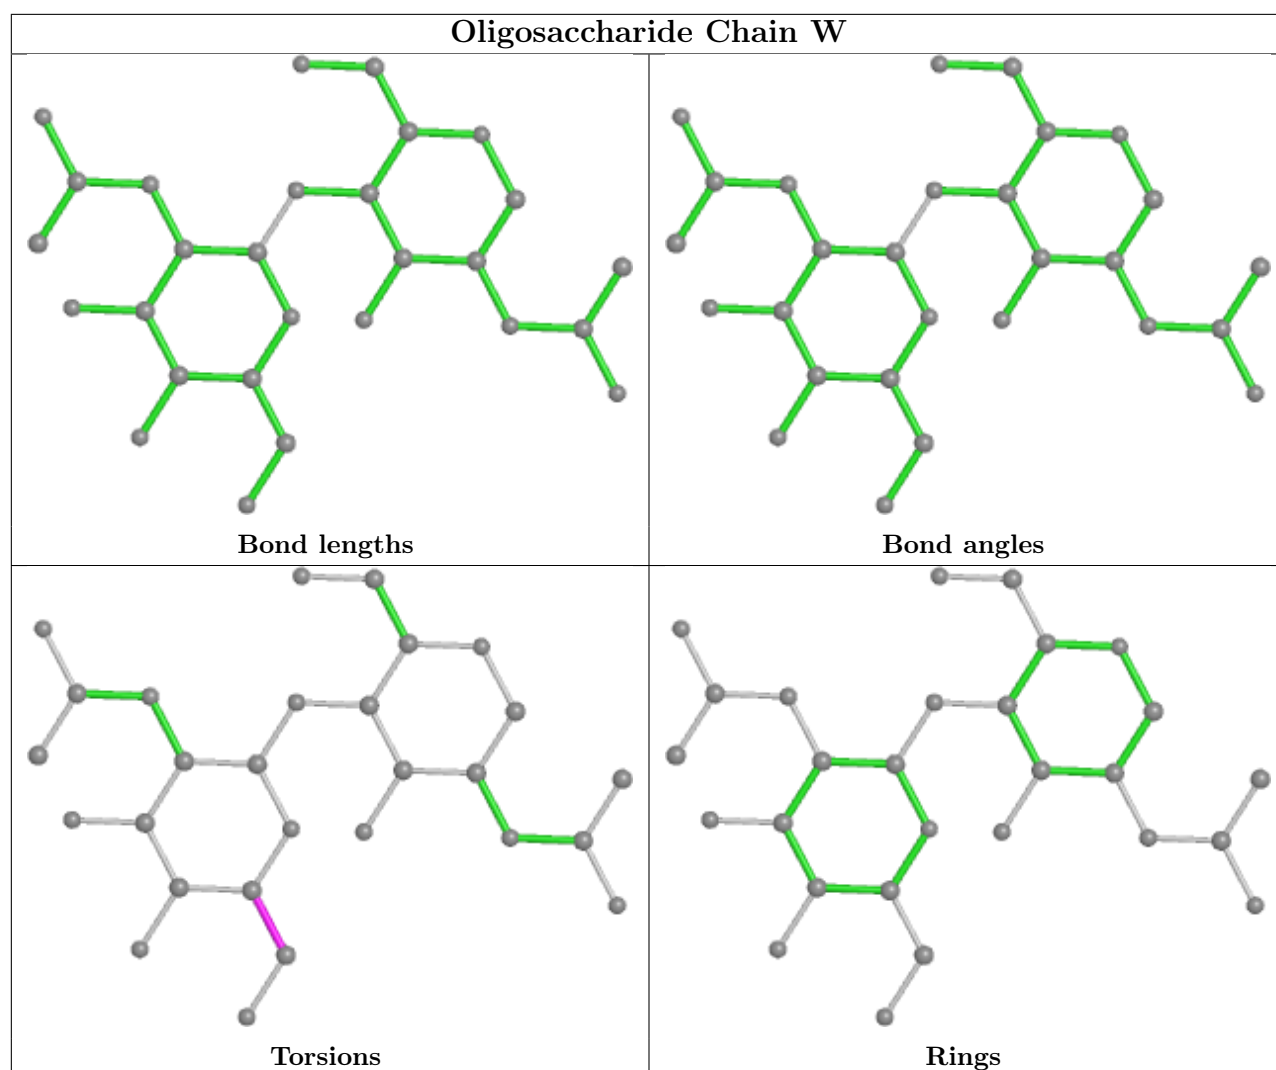 Oligosaccharide Chain W
Bond lengths
Bond angles
Torsions
Rings